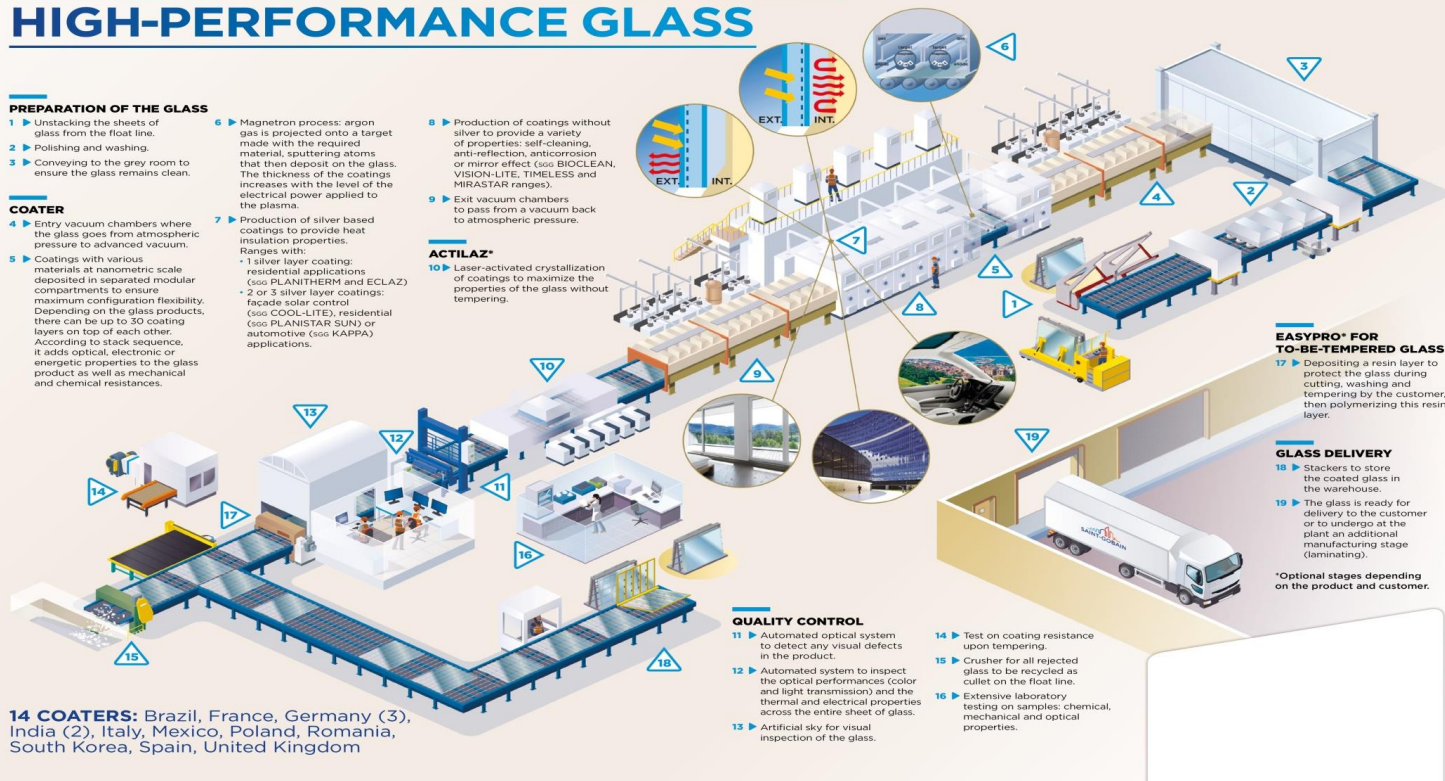 HIGH-PERFORMANCE GLASS
PREPARATION OF THE GLASS
1 ▶ Unstacking the sheets of
glass from the float line.
2 ▶ Polishing and washing.
3 ▶ Conveying to the grey room to
ensure the glass remains clean.
COATER
4 ▶ Entry vacuum chambers where
the glass goes from atmospheric
pressure to advanced vacuum.
5 ▶ Coatings with various
materials at nanometric scale
deposited in separated modular
compartments to ensure
maximum configuration flexibility.
Depending on the glass products,
there can be up to 30 coating
layers on top of each other.
According to stack sequence,
it adds optical, electronic or
energetic properties to the glass
product as well as mechanical
and chemical resistances.
6 ▶ Magnetron process: argon
gas is projected onto a target
made with the required
material, sputtering atoms
that then deposit on the glass.
The thickness of the coatings
increases with the level of the
electrical power applied to
the plasma.
7 ▶ Production of silver based
coatings to provide heat
insulation properties.
Ranges with:
• 1 silver layer coating:
residential applications
(SGG PLANITHERM and ECLAZ)
• 2 or 3 silver layer coatings:
façade solar control
(SGG COOL-LITE), residential
(SGG PLANISTAR SUN) or
automotive (SGG KAPPA)
applications.
8 ▶ Production of coatings without
silver to provide a variety
of properties: self-cleaning,
anti-reflection, anticorrosion
or mirror effect (SGG BIOCLEAN,
VISION-LITE, TIMELESS and
MIRASTAR ranges).
9 ▶ Exit vacuum chambers
to pass from a vacuum back
to atmospheric pressure.
ACTILAZ*
10 ▶ Laser-activated crystallization
of coatings to maximize the
properties of the glass without
tempering.
EXT. INT.
EXT. INT.
6
3
2
4
7
5
1
8
9
10
13
12
11
14
17
16
15
18
19
SAINT-GOBAIN
EASYPRO* FOR
TO-BE-TEMPERED GLASS
17 ▶ Depositing a resin layer to
protect the glass during
cutting, washing and
tempering by the customer,
then polymerizing this resin
layer.
GLASS DELIVERY
18 ▶ Stackers to store
the coated glass in
the warehouse.
19 ▶ The glass is ready for
delivery to the customer
or to undergo at the
plant an additional
manufacturing stage
(laminating).
*Optional stages depending
on the product and customer.
QUALITY CONTROL
11 ▶ Automated optical system
to detect any visual defects
in the product.
12 ▶ Automated system to inspect
the optical performances (color
and light transmission) and the
thermal and electrical properties
across the entire sheet of glass.
13 ▶ Artificial sky for visual
inspection of the glass.
14 ▶ Test on coating resistance
upon tempering.
15 ▶ Crusher for all rejected
glass to be recycled as
cullet on the float line.
16 ▶ Extensive laboratory
testing on samples: chemical,
mechanical and optical
properties.
14 COATERS: Brazil, France, Germany (3),
India (2), Italy, Mexico, Poland, Romania,
South Korea, Spain, United Kingdom